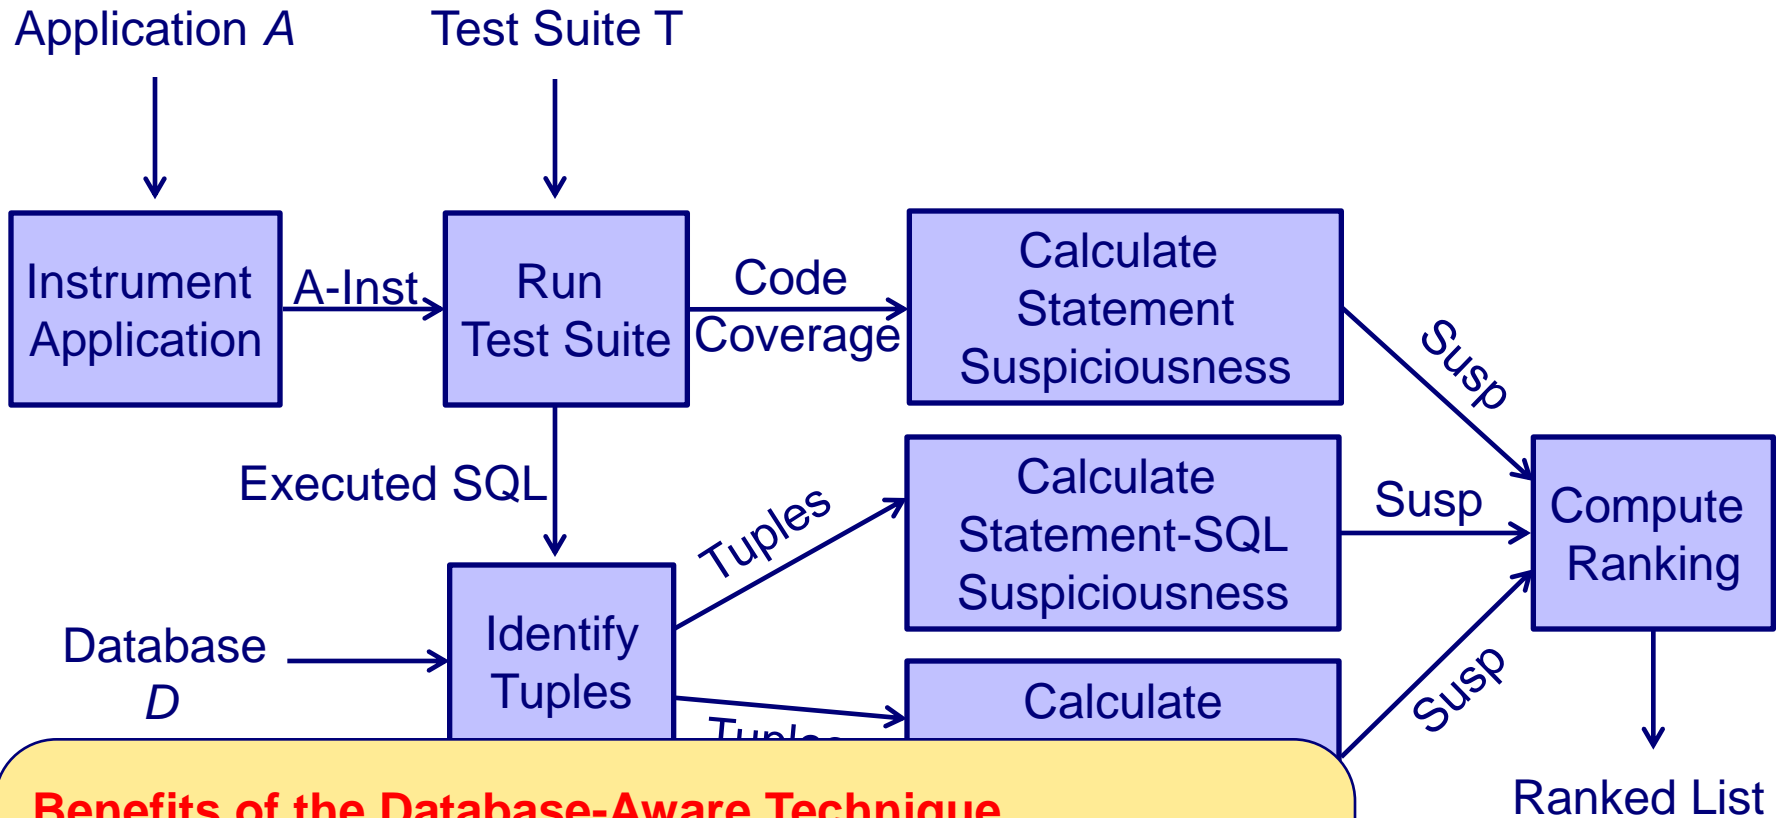 Application A
Test Suite T
Instrument
Application
A-Inst
Run
Test Suite
Code
Coverage
Calculate
Statement
Suspiciousness
Susp
Executed SQL
Tuples
Calculate
Statement-SQL
Suspiciousness
Susp
Compute
Ranking
Database
D
Identify
Tuples
Tuples
Calculate
Susp
Ranked List
Benefits of the Database-Aware Technique